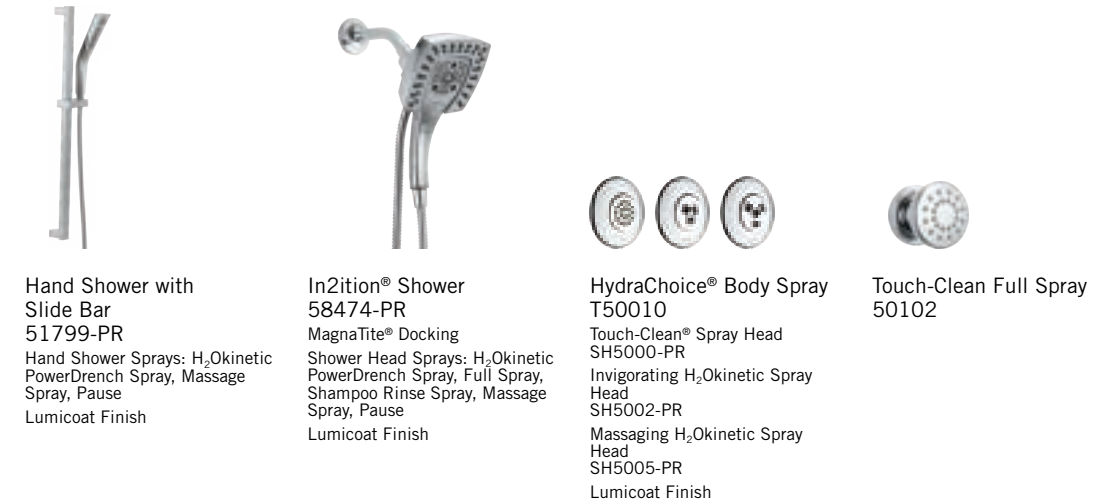 Hand Shower with
Slide Bar
51799-PR
Hand Shower Sprays: H₂Okinetic
PowerDrench Spray, Massage
Spray, Pause
Lumicoat Finish
In2ition® Shower
58474-PR
MagnaTite® Docking
Shower Head Sprays: H₂Okinetic
PowerDrench Spray, Full Spray,
Shampoo Rinse Spray, Massage
Spray, Pause
Lumicoat Finish
HydraChoice® Body Spray
T50010
Touch-Clean® Spray Head
SH5000-PR
Invigorating H₂Okinetic Spray
Head
SH5002-PR
Massaging H₂Okinetic Spray
Head
SH5005-PR
Lumicoat Finish
Touch-Clean Full Spray
50102